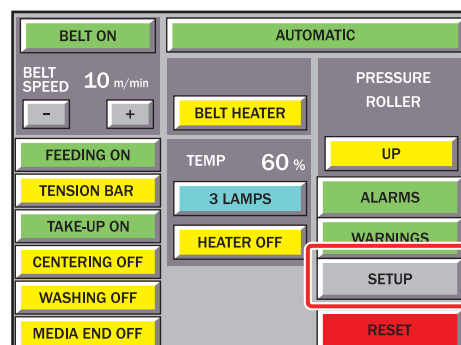 BELT ON
AUTOMATIC
BELT
SPEED 10 m/min
- +
PRESSURE
ROLLER
BELT HEATER
FEEDING ON
TEMP 60 %
UP
TENSION BAR
3 LAMPS
ALARMS
TAKE-UP ON
HEATER OFF
WARNINGS
CENTERING OFF
SETUP
WASHING OFF
MEDIA END OFF
RESET